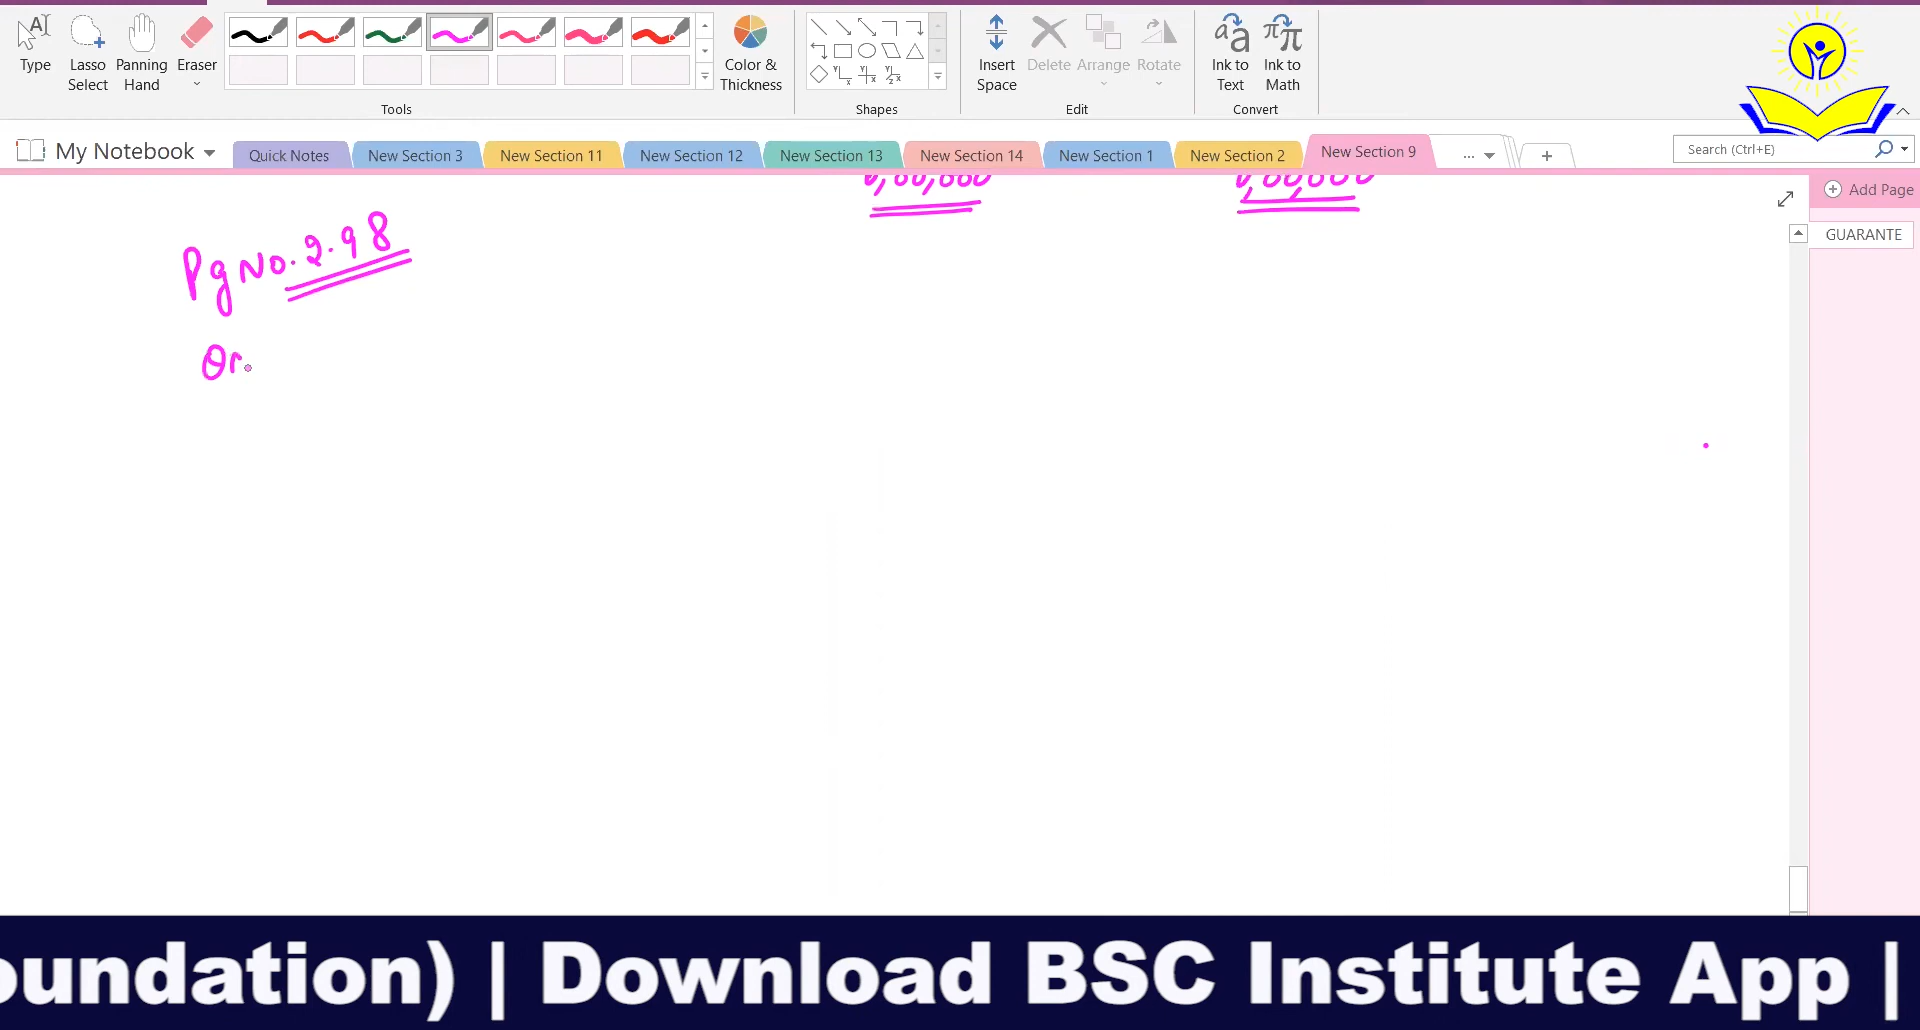 Type
Lasso Select
Panning Hand
Eraser
Color & Thickness
Insert Space
Delete
Arrange
Rotate
Ink to Text
Ink to Math
Tools
Shapes
Edit
Convert
My Notebook
Quick Notes
New Section 3
New Section 11
New Section 12
New Section 13
New Section 14
New Section 1
New Section 2
New Section 9
...
Search (Ctrl+E)
Add Page
GUARANTE
Pg No. 2.98
oundation) | Download BSC Institute App |